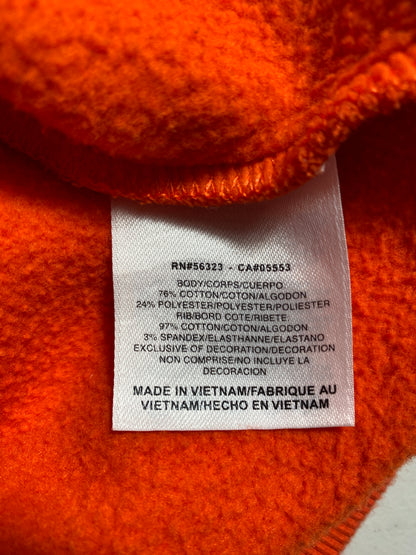 RN#56323 - CA#05553
BODY/CORPS/CUERPO
76% COTTON/COTON/ALGODON
24% POLYESTER/POLYESTER/POLIESTER
RIB/BORD COTE/RIBETE:
97% COTTON/COTON/ALGODON
3% SPANDEX/ELASTHANNE/ELASTANO
EXCLUSIVE OF DECORATION/DECORATION
NON COMPRISE/NO INCLUYE LA
DECORACION
MADE IN VIETNAM/FABRIQUE AU
VIETNAM/HECHO EN VIETNAM